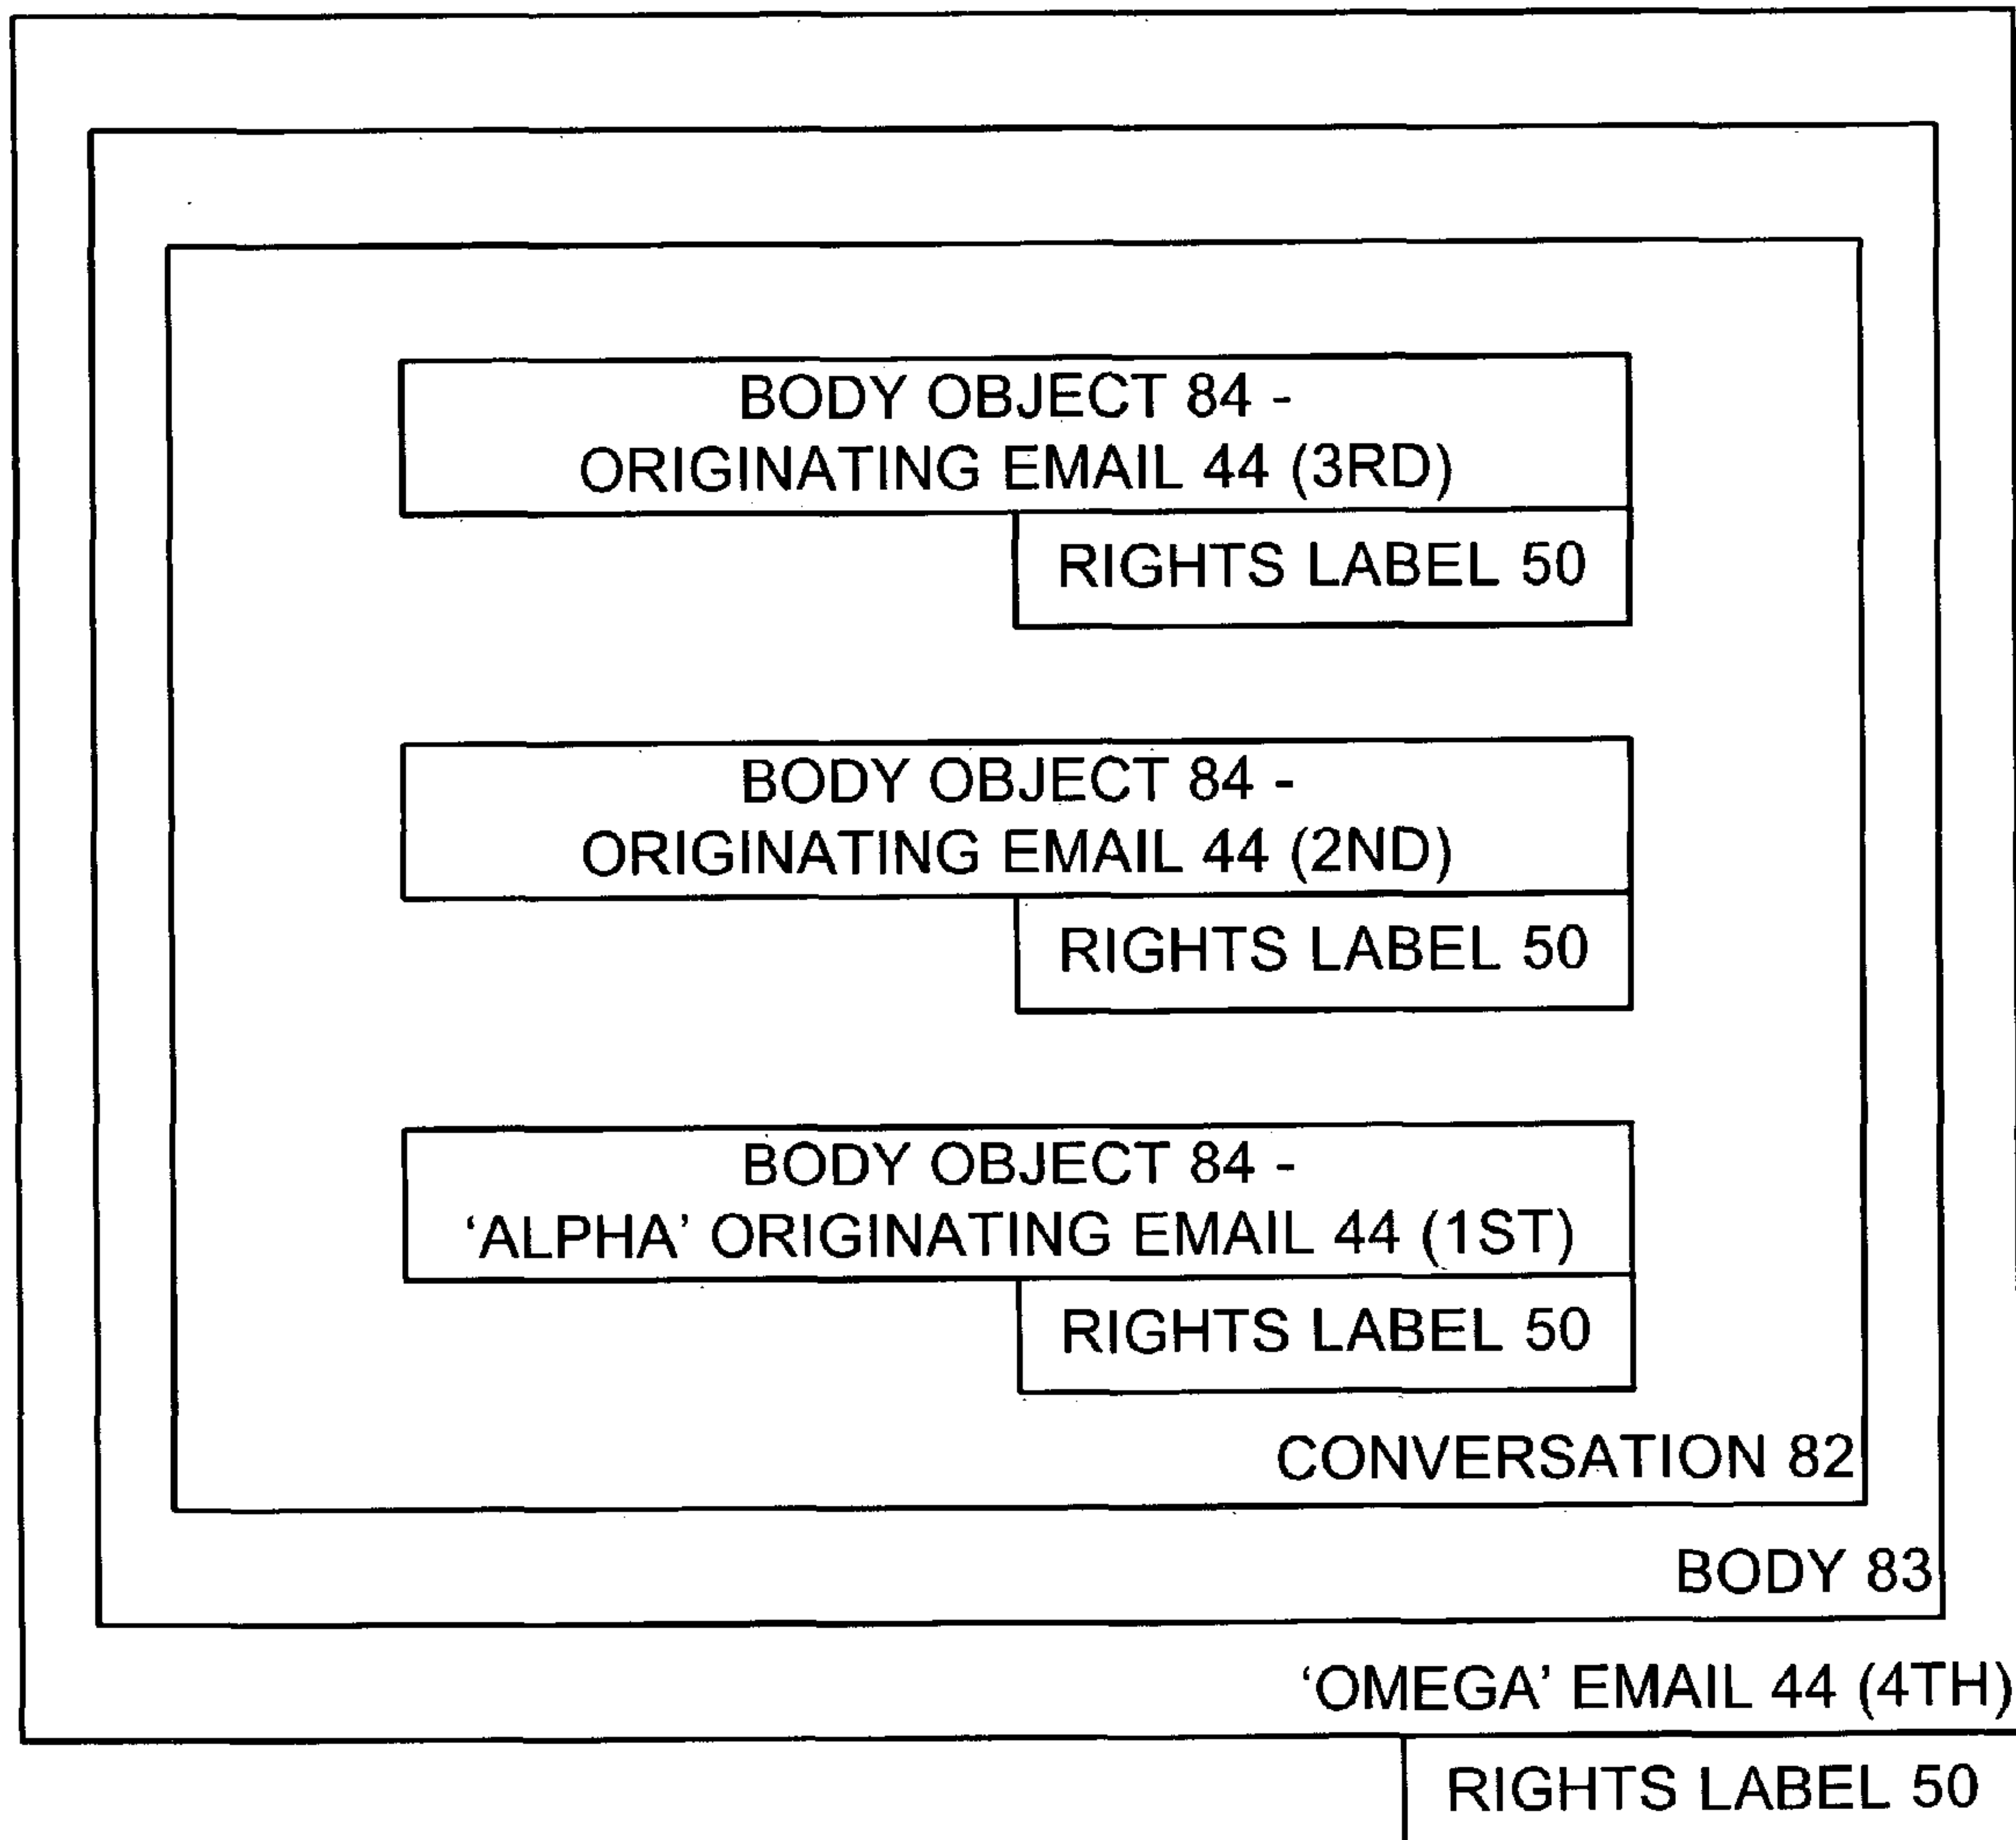 BODY OBJECT 84 -
ORIGINATING EMAIL 44 (3RD)
RIGHTS LABEL 50
BODY OBJECT 84 -
ORIGINATING EMAIL 44 (2ND)
RIGHTS LABEL 50
BODY OBJECT 84 -
‘ALPHA’ ORIGINATING EMAIL 44 (1ST)
RIGHTS LABEL 50
CONVERSATION 82
BODY 83
‘OMEGA’ EMAIL 44 (4TH)
RIGHTS LABEL 50